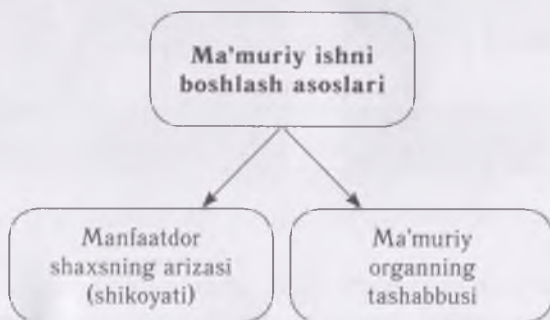 Ma'muriy ishni
boshlash asoslari
Manfaatdor
shaxsning arizasi
(shikoyati)
Ma'muriy
organning
tashabbusi